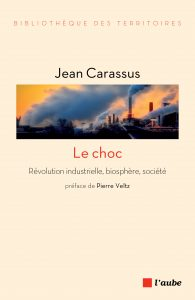 BIBLIOTHÈQUE DES TERRITOIRES
Jean Carassus
Le choc
Révolution industrielle, biosphère, société
préface de Pierre Veltz
l'aube